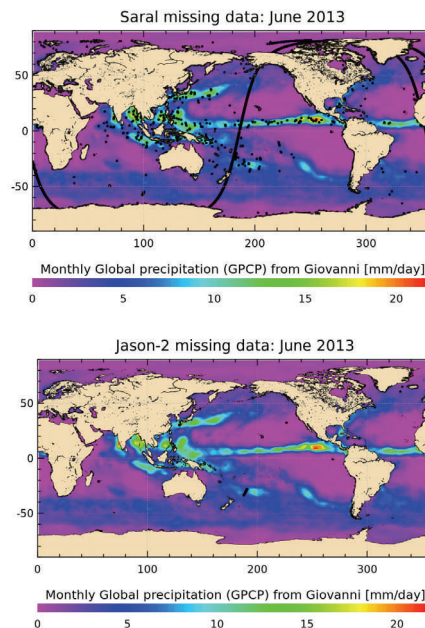 Saral missing data: June 2013
50
0
-50
0 100 200 300
Monthly Global precipitation (GPCP) from Giovanni [mm/day]
0 5 10 15 20
Jason-2 missing data: June 2013
50
0
-50
0 100 200 300
Monthly Global precipitation (GPCP) from Giovanni [mm/day]
0 5 10 15 20